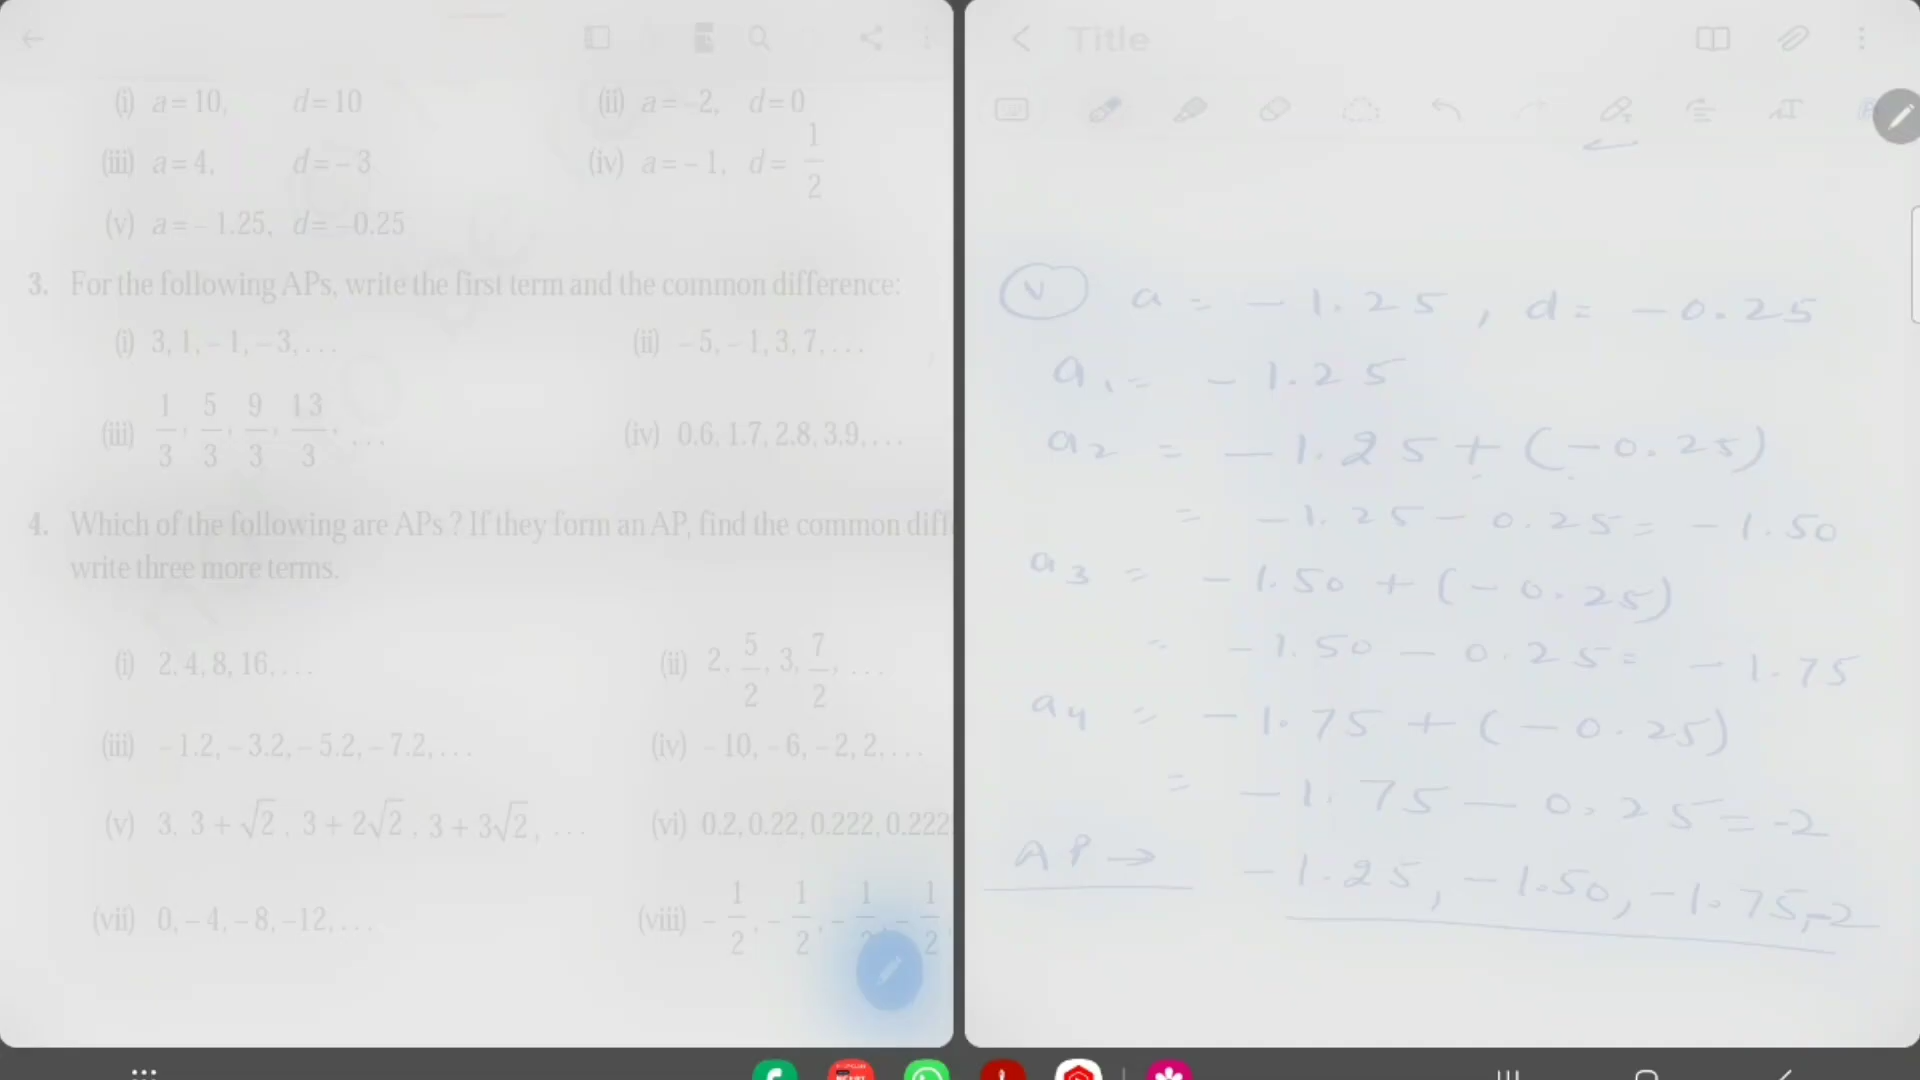 Title
(i) a = 10, d = 10 (ii) a = -2, d = 0
(iii) a = 4, d = – 3 (iv) a = – 1, d = 1/2
(v) a = – 1.25, d = –0.25
3. For the following APs, write the first term and the common difference:
(i) 3, 1, – 1, – 3, . . . (ii) – 5, – 1, 3, 7, . . . .
(iii) 1/3, 5/3, 9/3, 13/3, . . . (iv) 0.6, 1.7, 2.8, 3.9, . . . .
4. Which of the following are APs ? If they form an AP, find the common diff
write three more terms.
(i) 2, 4, 8, 16, . . . . (ii) 2, 5/2, 3, 7/2, . . .
(iii) – 1.2, – 3.2, – 5.2, – 7.2, . . . (iv) – 10, – 6, – 2, 2, . . .
(v) 3, 3 + √2, 3 + 2√2, 3 + 3√2, . . . (vi) 0.2, 0.22, 0.222, 0.222
(vii) 0, – 4, – 8, –12, . . . (viii) – 1/2, – 1/2, – 1/2, – 1/2,
v a = – 1.25, d = – 0.25
a1 = – 1.25
a2 = – 1.25 + (– 0.25)
= – 1.25 – 0.25 = – 1.50
a3 = – 1.50 + (– 0.25)
= – 1.50 – 0.25 = – 1.75
a4 = – 1.75 + (– 0.25)
= – 1.75 – 0.25 = -2
AP → – 1.25, – 1.50, – 1.75, -2